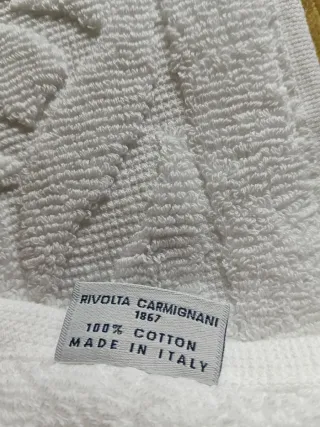 RIVOLTA CARMIGNANI
1867
100% COTTON
MADE IN ITALY